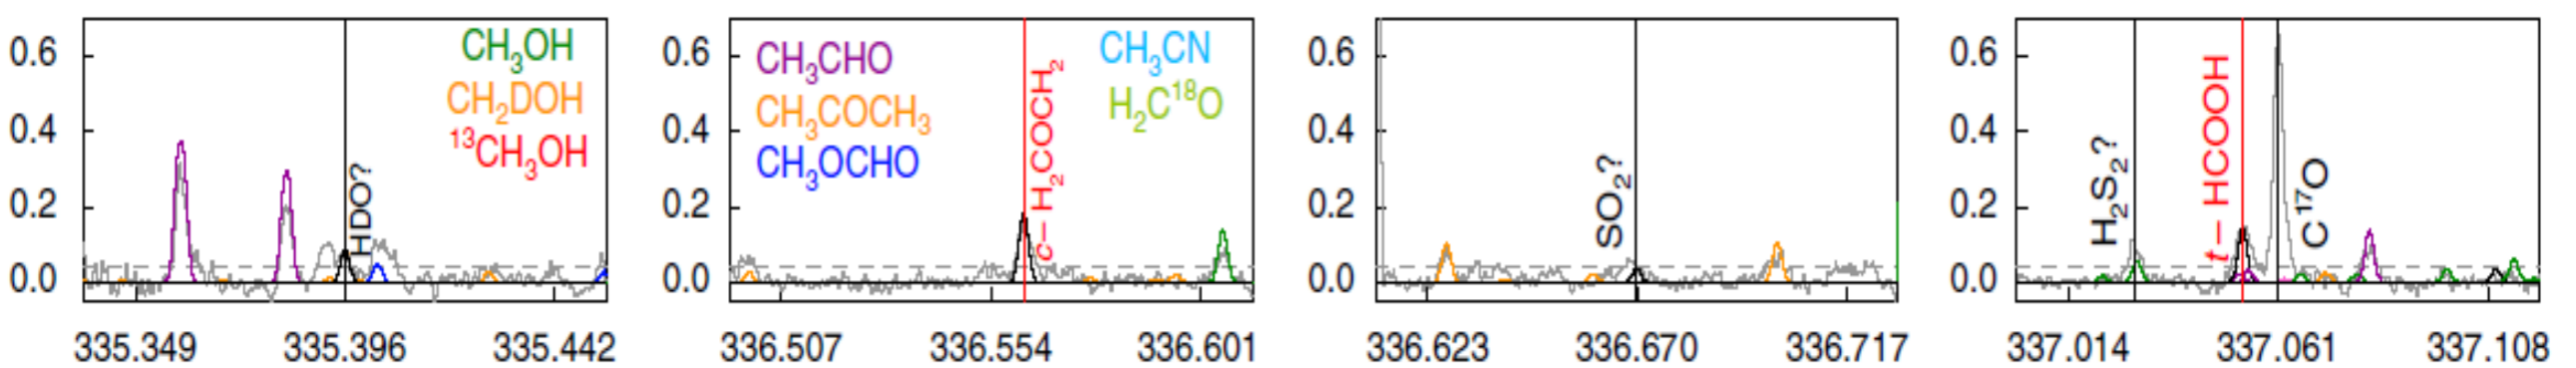 0.6
0.4
0.2
0.0
CH₃OH
CH₂DOH
¹³CH₃OH
HDO?
335.349 335.396 335.442
0.6
0.4
0.2
0.0
CH₃CHO
CH₃COCH₃
CH₃OCHO
c− H₂COCH₂
CH₃CN
H₂C¹⁸O
336.507 336.554 336.601
0.6
0.4
0.2
0.0
SO₂?
336.623 336.670 336.717
0.6
0.4
0.2
0.0
H₂S₂?
t− HCOOH
C¹⁷O
337.014 337.061 337.108